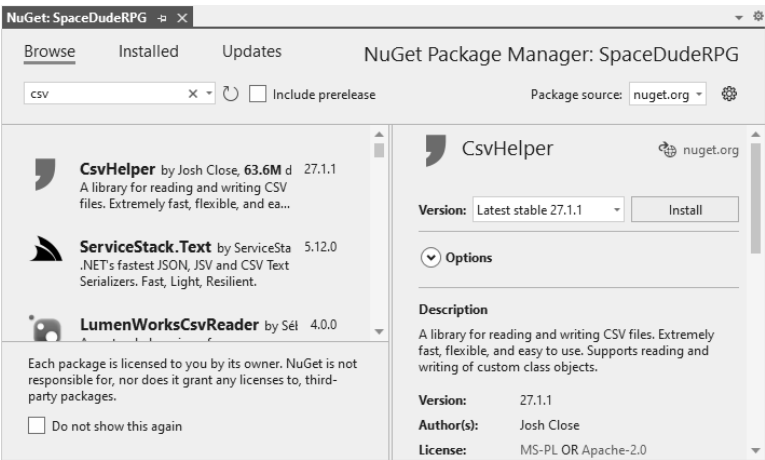 NuGet: SpaceDudeRPG
Browse Installed Updates
NuGet Package Manager: SpaceDudeRPG
csv
Include prerelease
Package source: nuget.org
CsvHelper by Josh Close, 63.6M d 27.1.1
A library for reading and writing CSV
files. Extremely fast, flexible, and ea...
ServiceStack.Text by ServiceSta 5.12.0
.NET's fastest JSON, JSV and CSV Text
Serializers. Fast, Light, Resilient.
LumenWorksCsvReader by Sél 4.0.0
Each package is licensed to you by its owner. NuGet is not
responsible for, nor does it grant any licenses to, third-
party packages.
Do not show this again
CsvHelper
nuget.org
Version: Latest stable 27.1.1 Install
Options
Description
A library for reading and writing CSV files. Extremely
fast, flexible, and easy to use. Supports reading and
writing of custom class objects.
Version: 27.1.1
Author(s): Josh Close
License: MS-PL OR Apache-2.0